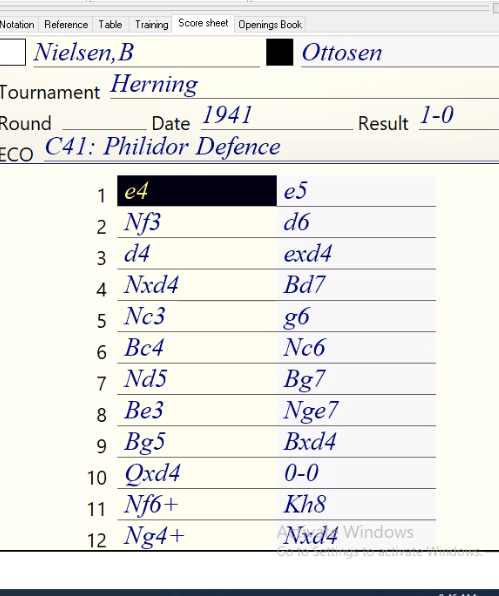 Notation Reference Table Training Score sheet Openings Book
Nielsen,B Ottosen
Tournament Herning
Round Date 1941 Result 1-0
ECO C41: Philidor Defence
1 e4 e5
2 Nf3 d6
3 d4 exd4
4 Nxd4 Bd7
5 Nc3 g6
6 Bc4 Nc6
7 Nd5 Bg7
8 Be3 Nge7
9 Bg5 Bxd4
10 Qxd4 0-0
11 Nf6+ Kh8
12 Ng4+ Nxd4
Activate Windows
Go to Settings to activate Windows.